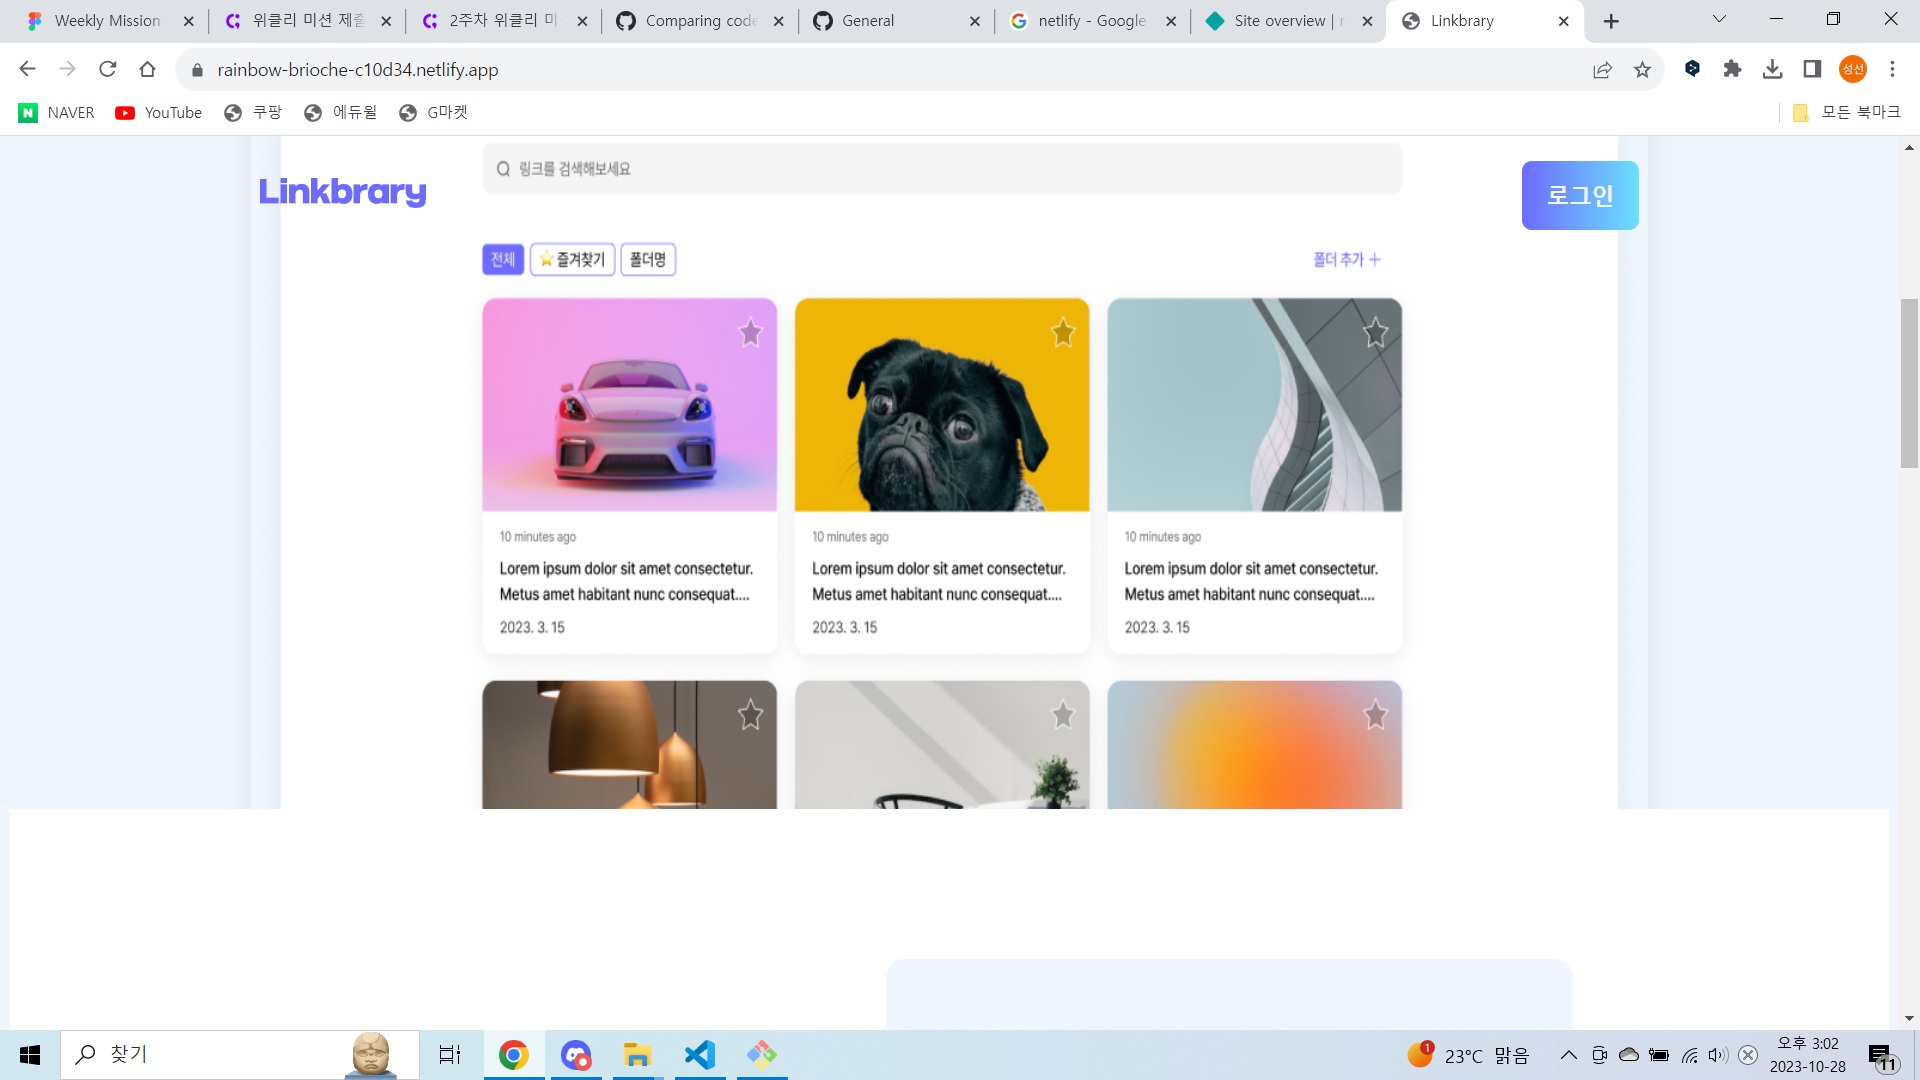 Weekly Mission
위클리 미션 제출
2주차 위클리 미
Comparing code
General
netlify - Google
Site overview | n
Linkbrary
rainbow-brioche-c10d34.netlify.app
성선
NAVER
YouTube
쿠팡
에듀윌
G마켓
모든 북마크
링크를 검색해보세요
Linkbrary
로그인
전체
즐겨찾기
폴더명
폴더 추가 +
10 minutes ago
Lorem ipsum dolor sit amet consectetur.
Metus amet habitant nunc consequat....
2023. 3. 15
10 minutes ago
Lorem ipsum dolor sit amet consectetur.
Metus amet habitant nunc consequat....
2023. 3. 15
10 minutes ago
Lorem ipsum dolor sit amet consectetur.
Metus amet habitant nunc consequat....
2023. 3. 15
찾기
1
23°C 맑음
오후 3:02
2023-10-28
11